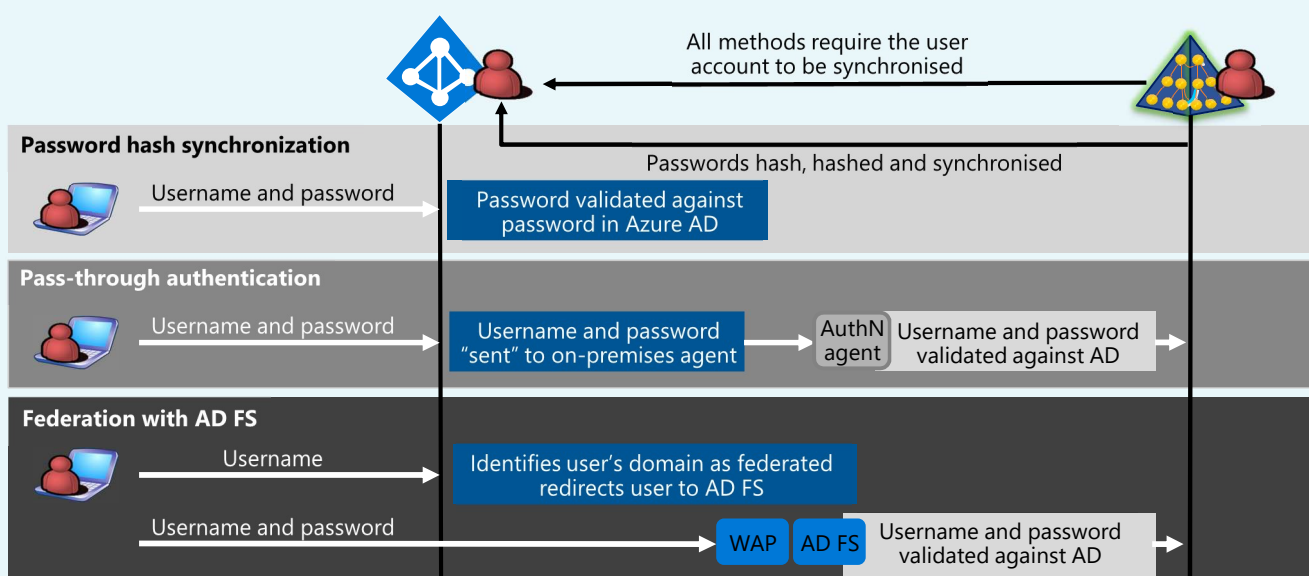 All methods require the user
account to be synchronised
Password hash synchronization
Passwords hash, hashed and synchronised
Username and password
Password validated against
password in Azure AD
Pass-through authentication
Username and password
Username and password
“sent” to on-premises agent
AuthN
agent
Username and password
validated against AD
Federation with AD FS
Username
Identifies user’s domain as federated
redirects user to AD FS
Username and password
WAP
AD FS
Username and password
validated against AD